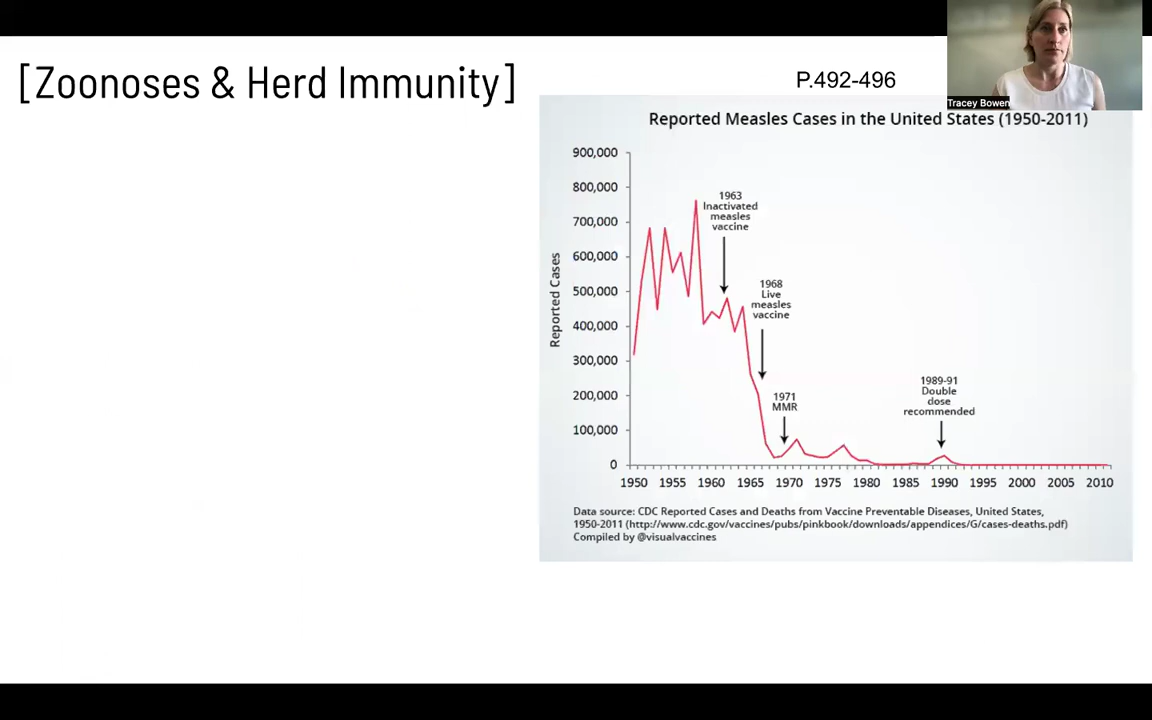 [Zoonoses & Herd Immunity]
P.492-496
Tracey Bowen
Reported Measles Cases in the United States (1950-2011)
900,000
800,000
700,000
600,000
500,000
400,000
300,000
200,000
100,000
0
Reported Cases
1963
Inactivated
measles
vaccine
1968
Live
measles
vaccine
1971
MMR
1989-91
Double
dose
recommended
1950 1955 1960 1965 1970 1975 1980 1985 1990 1995 2000 2005 2010
Data source: CDC Reported Cases and Deaths from Vaccine Preventable Diseases, United States,
1950-2011 (http://www.cdc.gov/vaccines/pubs/pinkbook/downloads/appendices/G/cases-deaths.pdf)
Compiled by @visualvaccines